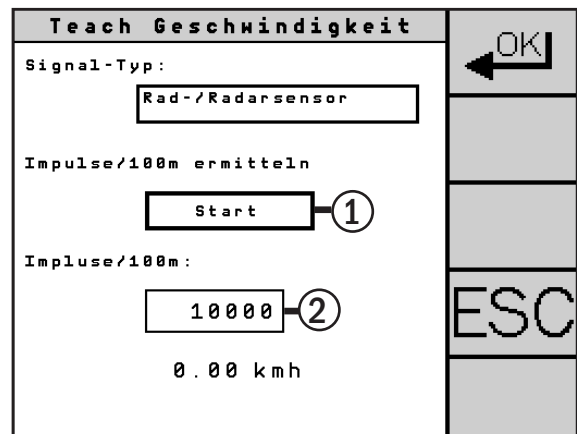 Teach Geschwindigkeit
OK
Signal-Typ:
Rad-/Radarsensor
Impulse/100m ermitteln
Start
1
Impluse/100m:
10000
2
ESC
0.00 kmh